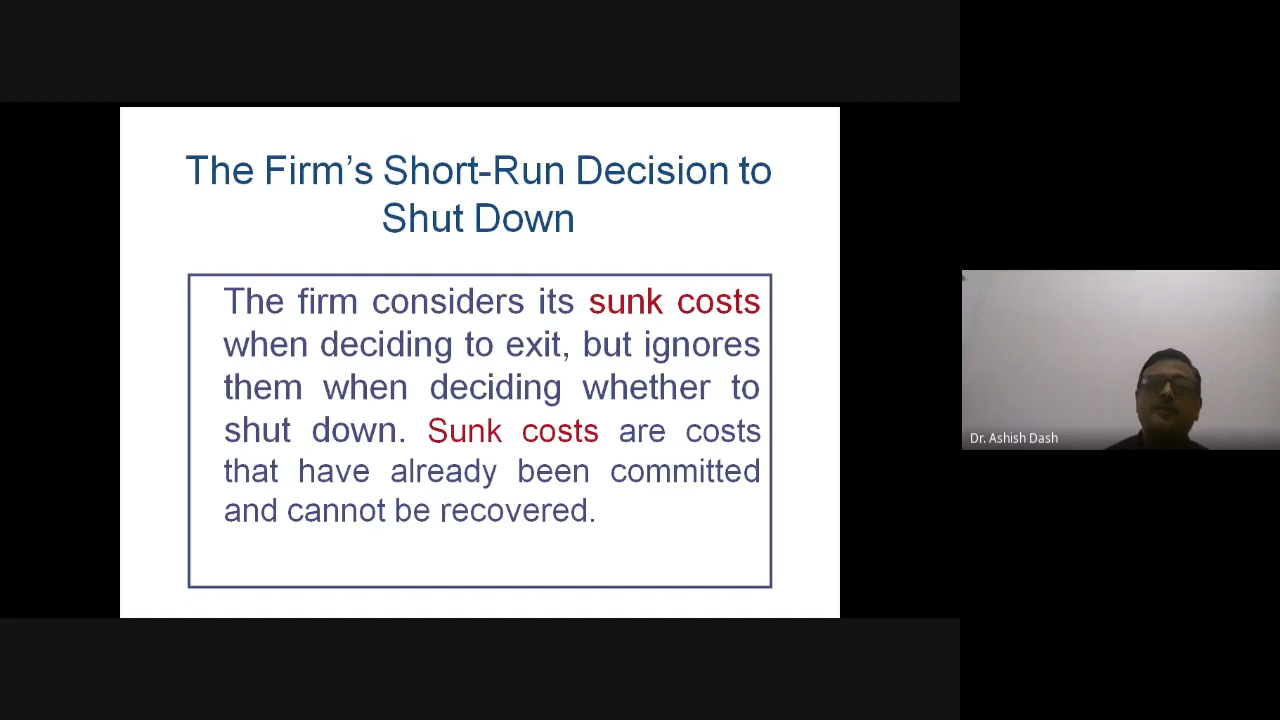 The Firm's Short-Run Decision to
Shut Down
The firm considers its sunk costs
when deciding to exit, but ignores
them when deciding whether to
shut down. Sunk costs are costs
that have already been committed
and cannot be recovered.
Dr. Ashish Dash